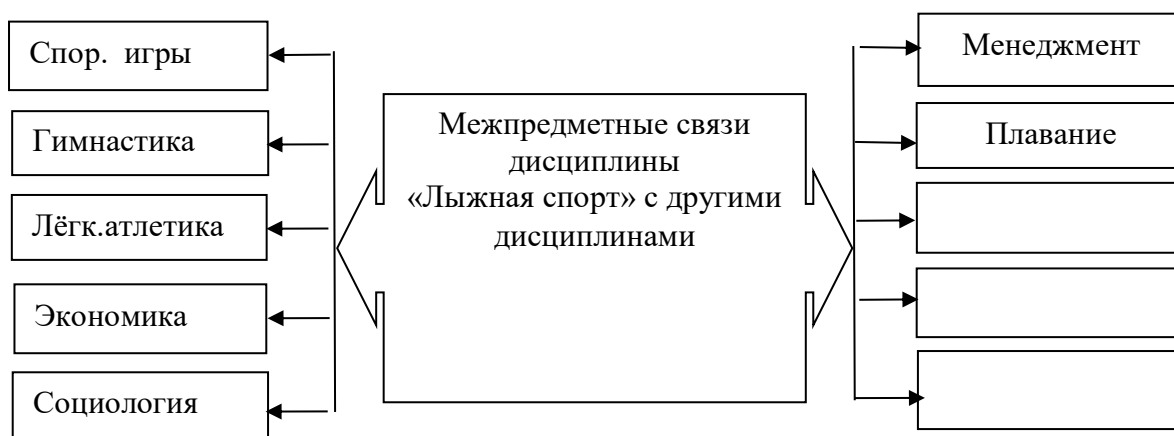 Спор. игры
Гимнастика
Лёгк.атлетика
Экономика
Социология
Межпредметные связи
дисциплины
«Лыжная спорт» с другими
дисциплинами
Менеджмент
Плавание